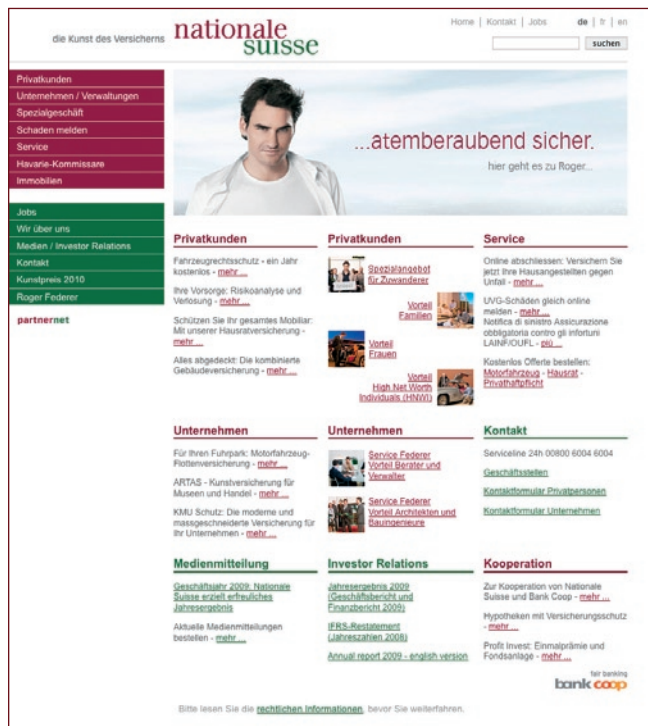 die Kunst des Versicherns
nationale
suisse
Home | Kontakt | Jobs
de | fr | en
suchen
Privatkunden
Unternehmen / Verwaltungen
Spezialgeschäft
Schaden melden
Service
Havarie-Kommissare
Immobilien
Jobs
Wir über uns
Medien / Investor Relations
Kontakt
Kunstpreis 2010
Roger Federer
partnernet
...atemberaubend sicher.
hier geht es zu Roger...
Privatkunden
Fahrzeugrechtsschutz - ein Jahr
kostenlos - mehr ...
Ihre Vorsorge: Risikoanalyse und
Verlosung - mehr ...
Schützen Sie Ihr gesamtes Mobiliar:
Mit unserer Hausratversicherung -
mehr ...
Alles abgedeckt: Die kombinierte
Gebäudeversicherung - mehr ...
Privatkunden
Spezialangebot
für Zuwanderer
Vorteil
Familien
Vorteil
Frauen
Vorteil
High Net Worth
Individuals (HNWI)
Service
Online abschliessen: Versichern Sie
jetzt Ihre Hausangestellten gegen
Unfall - mehr ...
UVG-Schäden gleich online
melden - mehr ...
Notifica di sinistro Assicurazione
obbligatoria contro gli infortuni
LAINF/OUFL - più ...
Kostenlos Offerte bestellen:
Motorfahrzeug - Hausrat -
Privathaftpflicht
Unternehmen
Für Ihren Fuhrpark: Motorfahrzeug-
Flottenversicherung - mehr ...
ARTAS - Kunstversicherung für
Museen und Handel - mehr ...
KMU Schutz: Die moderne und
massgeschneiderte Versicherung für
Ihr Unternehmen - mehr ...
Unternehmen
Service Federer
Vorteil Berater und
Verwalter
Service Federer
Vorteil Architekten und
Bauingenieure
Kontakt
Serviceline 24h 00800 6004 6004
Geschäftsstellen
Kontaktformular Privatpersonen
Kontaktformular Unternehmen
Medienmitteilung
Geschäftsjahr 2009: Nationale
Suisse erzielt erfreuliches
Jahresergebnis
Aktuelle Medienmitteilungen
bestellen - mehr ...
Investor Relations
Jahresergebnis 2009
(Geschäftsbericht und
Finanzbericht 2009)
IFRS-Restatement
(Jahreszahlen 2008)
Annual report 2009 - english version
Kooperation
Zur Kooperation von Nationale
Suisse und Bank Coop - mehr ...
Hypotheken mit Versicherungsschutz
- mehr ...
Profit Invest: Einmalprämie und
Fondsanlage - mehr ...
fair banking
bank coop
Bitte lesen Sie die rechtlichen Informationen, bevor Sie weiterfahren.